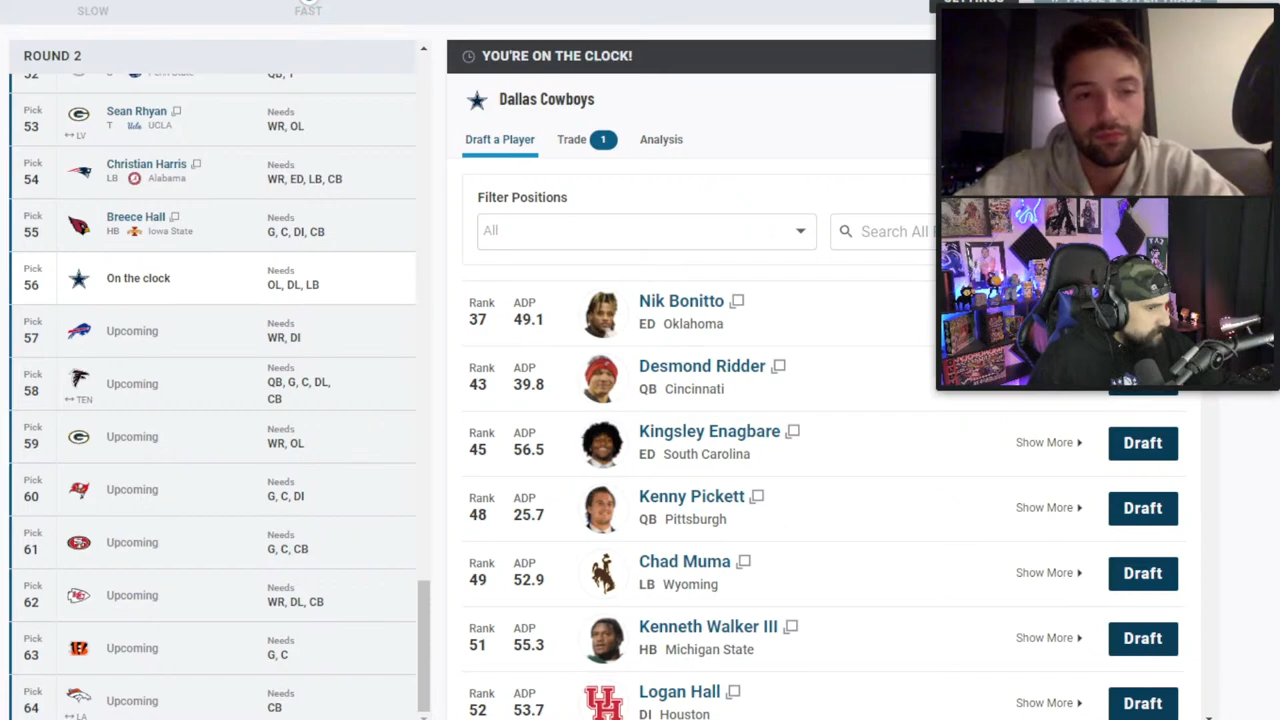 SLOW
FAST
ROUND 2
QB, T
Pick
53
Sean Rhyan
T UCLA
↔ LV
Needs
WR, OL
Pick
54
Christian Harris
LB Alabama
Needs
WR, ED, LB, CB
Pick
55
Breece Hall
HB Iowa State
Needs
G, C, DI, CB
Pick
56
On the clock
Needs
OL, DL, LB
Pick
57
Upcoming
Needs
WR, DI
Pick
58
↔ TEN
Upcoming
Needs
QB, G, C, DL,
CB
Pick
59
Upcoming
Needs
WR, OL
Pick
60
Upcoming
Needs
G, C, DI
Pick
61
Upcoming
Needs
G, C, CB
Pick
62
Upcoming
Needs
WR, DL, CB
Pick
63
Upcoming
Needs
G, C
Pick
64
↔ LA
Upcoming
Needs
CB
YOU'RE ON THE CLOCK!
Dallas Cowboys
Draft a Player Trade 1 Analysis
Filter Positions
All
Search All
Rank ADP
37 49.1
Nik Bonitto
ED Oklahoma
Rank ADP
43 39.8
Desmond Ridder
QB Cincinnati
Rank ADP
45 56.5
Kingsley Enagbare
ED South Carolina
Show More Draft
Rank ADP
48 25.7
Kenny Pickett
QB Pittsburgh
Show More Draft
Rank ADP
49 52.9
Chad Muma
LB Wyoming
Show More Draft
Rank ADP
51 55.3
Kenneth Walker III
HB Michigan State
Show More Draft
Rank ADP
52 53.7
Logan Hall
DI Houston
Show More Draft